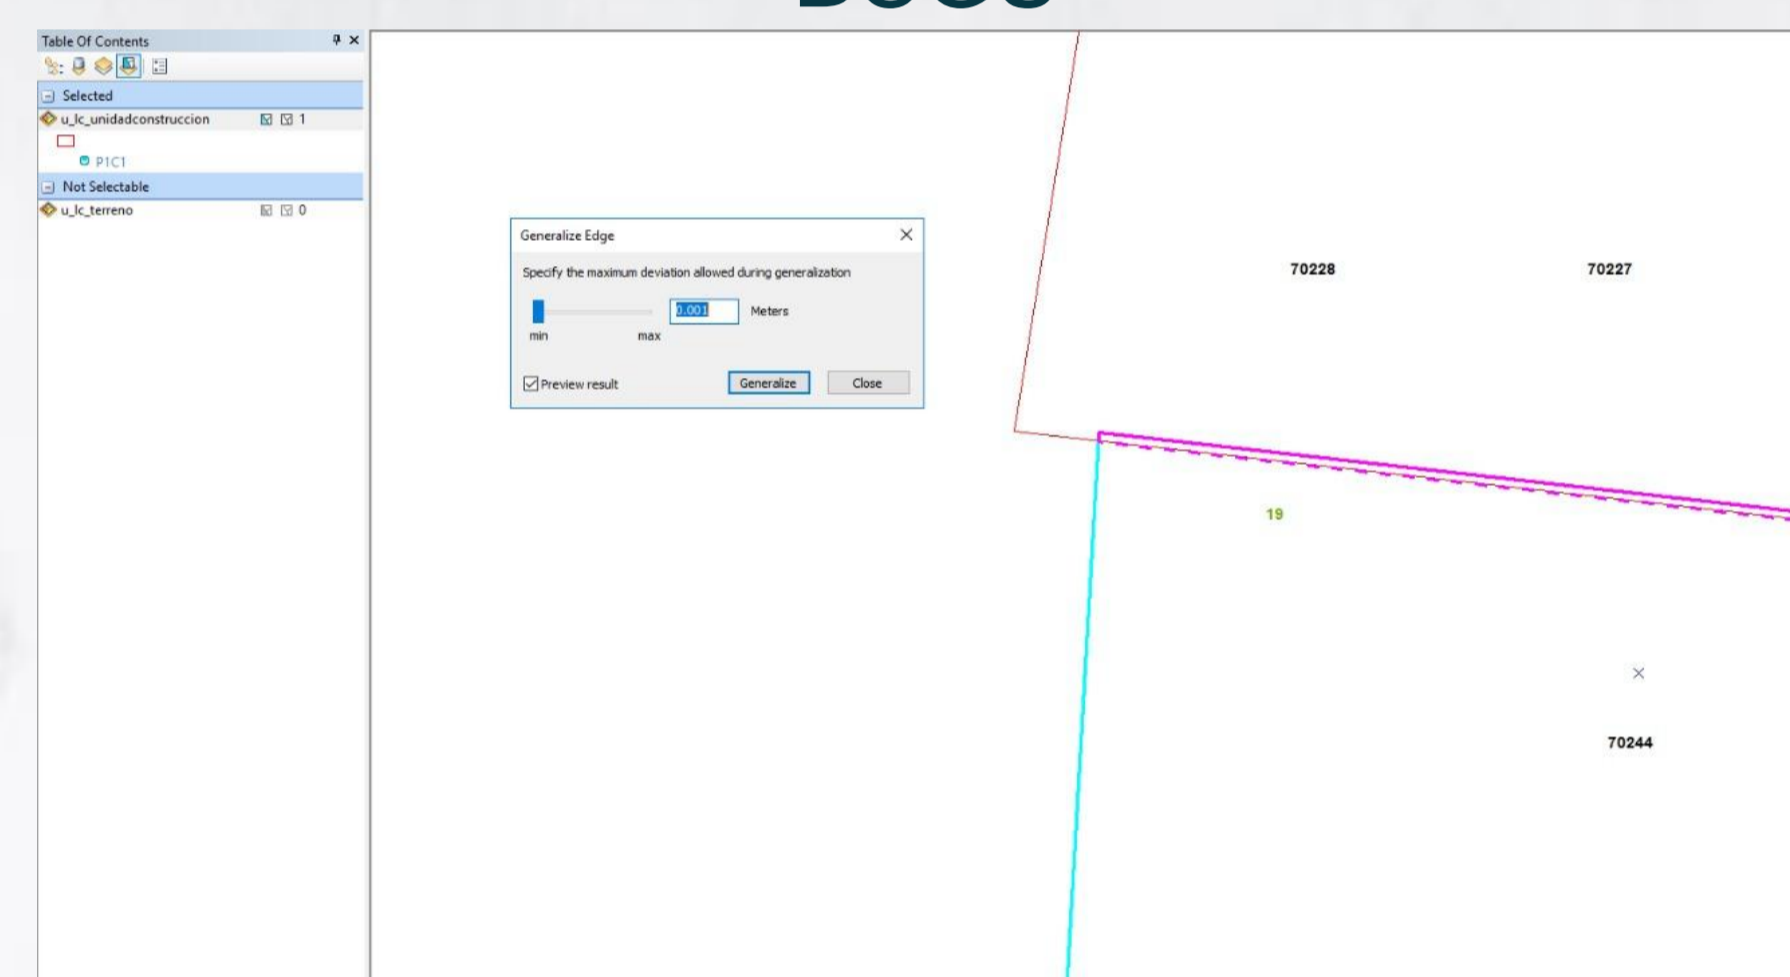 Table Of Contents
Selected
u_lc_unidadconstruccion 1
P1C1
Not Selectable
u_lc_terreno 0
Generalize Edge
Specify the maximum deviation allowed during generalization
0.001 Meters
min max
Preview result Generalize Close
70228 70227
19
70244